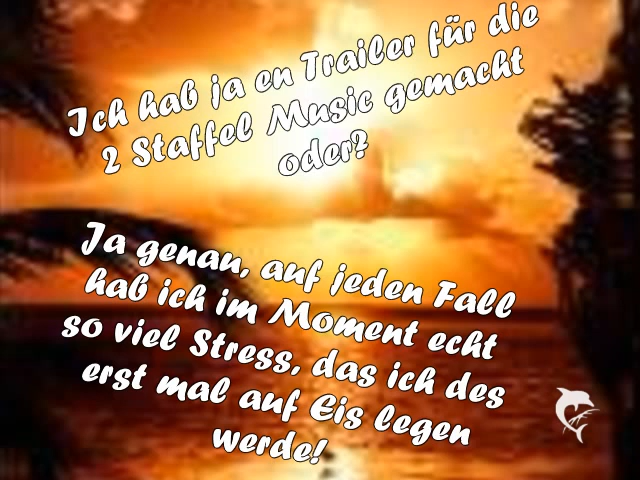 Ich hab ja en Trailer für die
2 Staffel Music gemacht
oder?
Ja genau, auf jeden Fall
hab ich im Moment echt
so viel Stress, das ich des
erst mal auf Eis legen
werde!